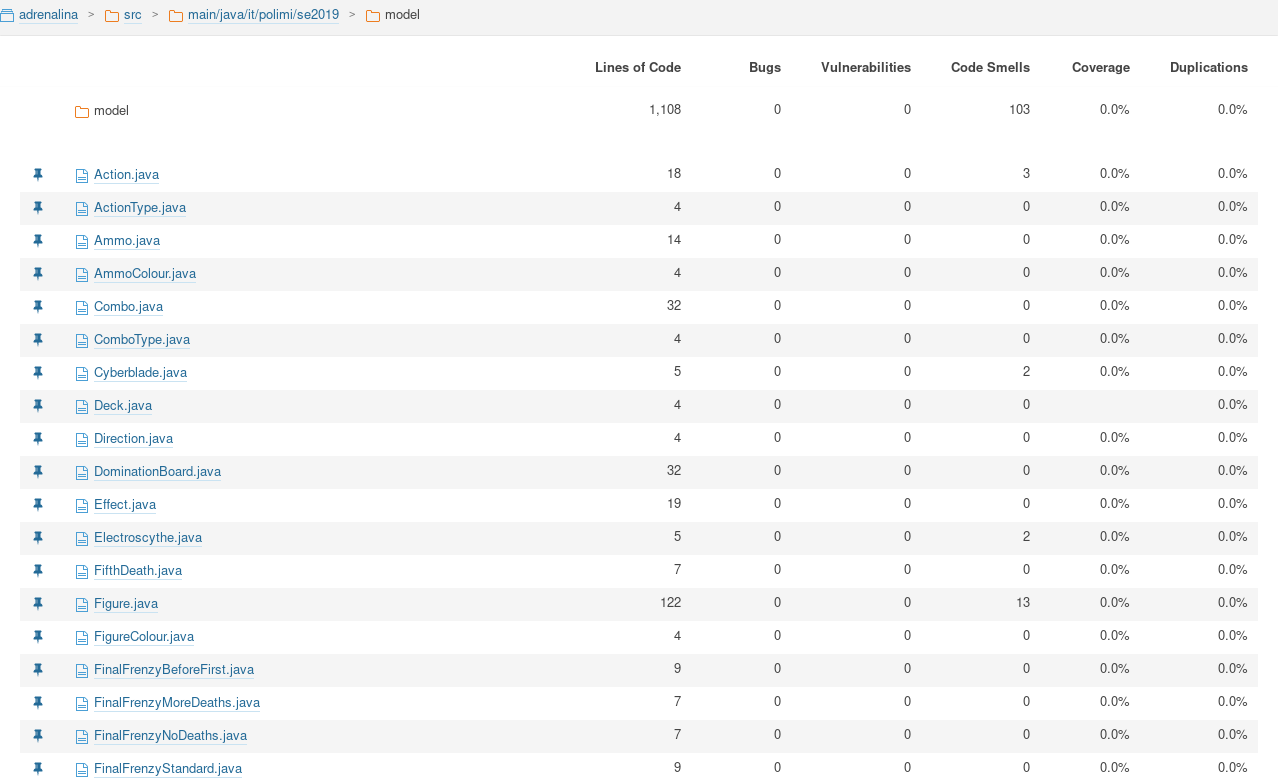 adrenalina > src > main/java/it/polimi/se2019 > model
Lines of Code Bugs Vulnerabilities Code Smells Coverage Duplications
model 1,108 0 0 103 0.0% 0.0%
Action.java 18 0 0 3 0.0% 0.0%
ActionType.java 4 0 0 0 0.0% 0.0%
Ammo.java 14 0 0 0 0.0% 0.0%
AmmoColour.java 4 0 0 0 0.0% 0.0%
Combo.java 32 0 0 0 0.0% 0.0%
ComboType.java 4 0 0 0 0.0% 0.0%
Cyberblade.java 5 0 0 2 0.0% 0.0%
Deck.java 4 0 0 0 0.0%
Direction.java 4 0 0 0 0.0% 0.0%
DominationBoard.java 32 0 0 0 0.0% 0.0%
Effect.java 19 0 0 0 0.0% 0.0%
Electroscythe.java 5 0 0 2 0.0% 0.0%
FifthDeath.java 7 0 0 0 0.0% 0.0%
Figure.java 122 0 0 13 0.0% 0.0%
FigureColour.java 4 0 0 0 0.0% 0.0%
FinalFrenzyBeforeFirst.java 9 0 0 0 0.0% 0.0%
FinalFrenzyMoreDeaths.java 7 0 0 0 0.0% 0.0%
FinalFrenzyNoDeaths.java 7 0 0 0 0.0% 0.0%
FinalFrenzyStandard.java 9 0 0 0 0.0% 0.0%